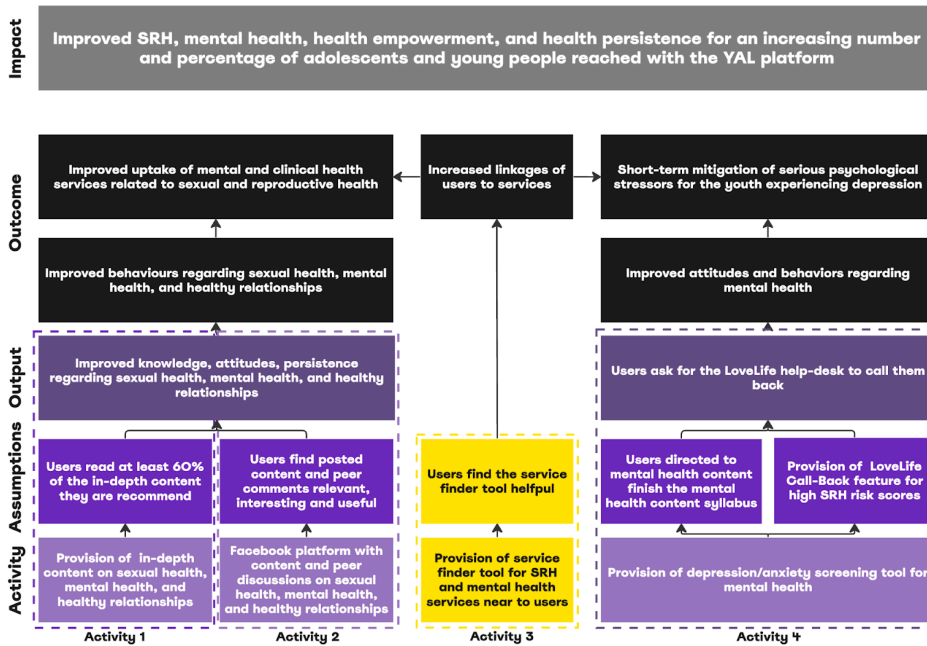 Impact
Improved SRH, mental health, health empowerment, and health persistence for an increasing number
and percentage of adolescents and young people reached with the YAL platform
Outcome
Improved uptake of mental and clinical health
services related to sexual and reproductive health
Increased linkages of
users to services
Short-term mitigation of serious psychological
stressors for the youth experiencing depression
Improved behaviours regarding sexual health, mental
health, and healthy relationships
Improved attitudes and behaviors regarding
mental health
Output
Improved knowledge, attitudes, persistence
regarding sexual health, mental health, and healthy
relationships
Users ask for the LoveLife help-desk to call them
back
Assumptions
Users read at least 60%
of the in-depth content
they are recommend
Users find posted
content and peer
comments relevant,
interesting and useful
Users find the service
finder tool helfpul
Users directed to
mental health content
finish the mental
health content syllabus
Provision of LoveLife
Call-Back feature for
high SRH risk scores
Activity
Provision of in-depth
content on sexual health,
mental health, and
healthy relationships
Facebook platform with
content and peer
discussions on sexual
health, mental health,
and healthy relationships
Provision of service
finder tool for SRH
and mental health
services near to users
Provision of depression/anxiety screening tool for
mental health
Activity 1
Activity 2
Activity 3
Activity 4